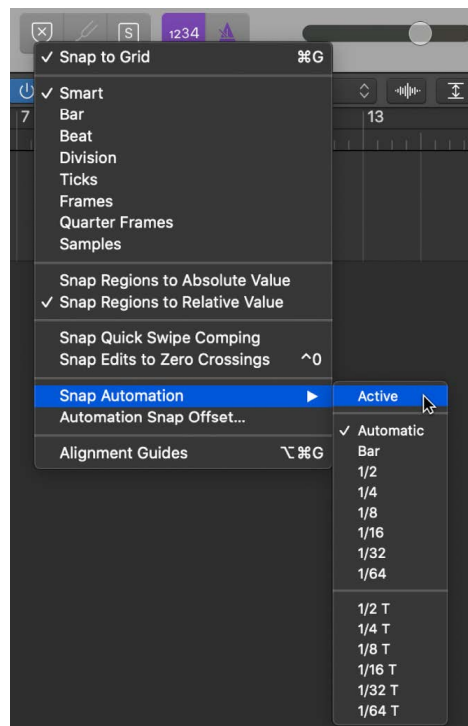 S
1234
✓ Snap to Grid ⌘G
✓ Smart
7
13
Bar
Beat
Division
Ticks
Frames
Quarter Frames
Samples
Snap Regions to Absolute Value
✓ Snap Regions to Relative Value
Snap Quick Swipe Comping
Snap Edits to Zero Crossings ^0
Snap Automation ▶
Automation Snap Offset...
Alignment Guides ⌥⌘G
Active
✓ Automatic
Bar
1/2
1/4
1/8
1/16
1/32
1/64
1/2 T
1/4 T
1/8 T
1/16 T
1/32 T
1/64 T